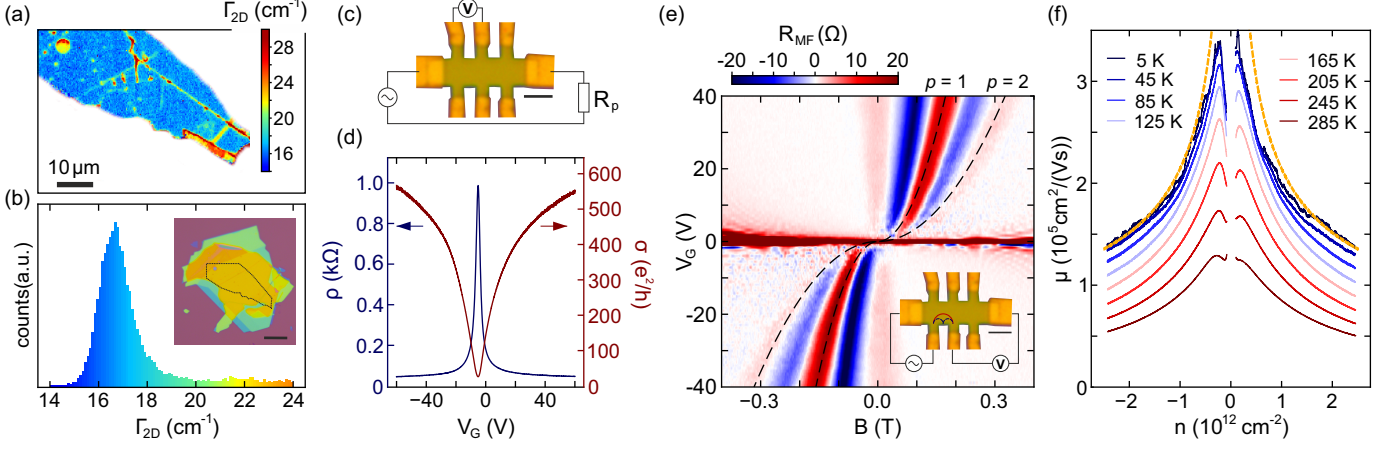 (a)
Γ2D (cm⁻¹)
28
26
24
22
20
18
16
14
10 μm
(b)
counts(a.u.)
14
16
18
20
22
24
Γ2D (cm⁻¹)
(c)
V
Rp
(d)
ρ (kΩ)
1.0
0.8
0.6
0.4
0.2
0
σ (e²/h)
600
500
400
300
200
100
0
−40
0
40
VG (V)
(e)
RMF (Ω)
-20
-10
0
10
20
p = 1
p = 2
VG (V)
40
20
0
-20
-40
V
−0.3
0.0
0.3
B (T)
(f)
μ (10⁵cm²/(Vs))
3
2
1
0
5 K
45 K
85 K
125 K
165 K
205 K
245 K
285 K
−2
−1
0
1
2
n (10¹² cm⁻²)